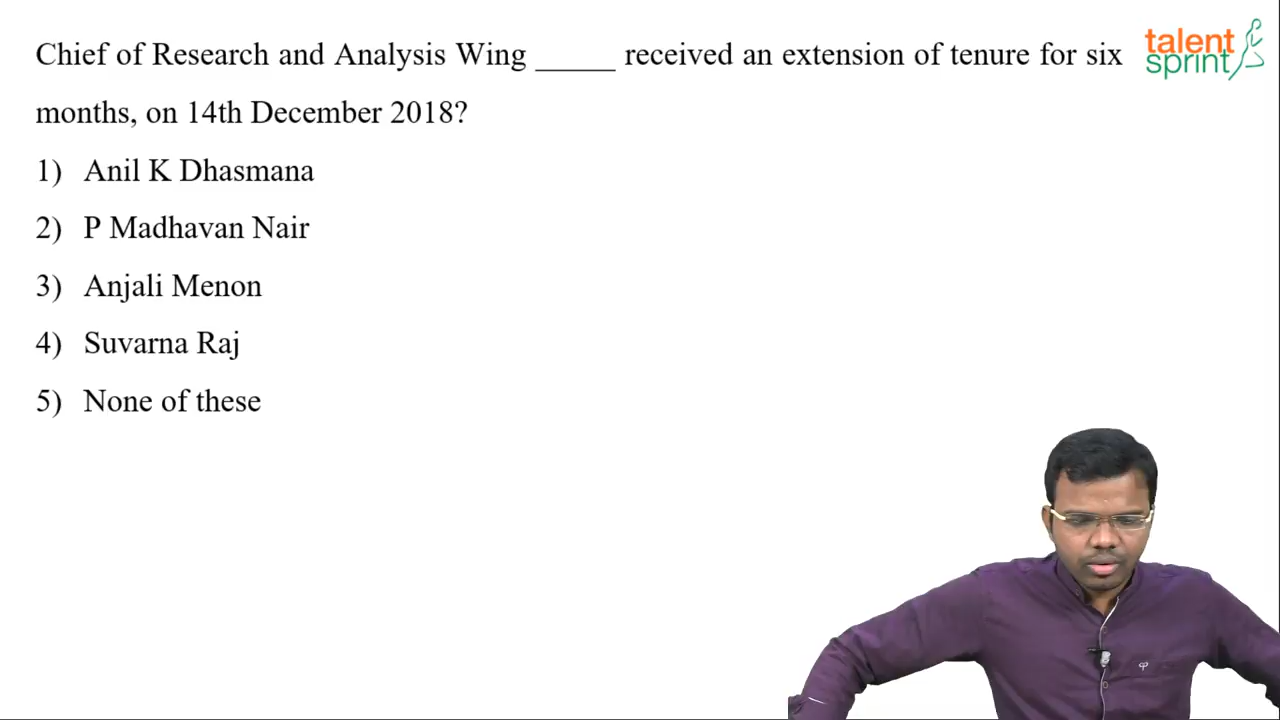 Chief of Research and Analysis Wing _____ received an extension of tenure for six
months, on 14th December 2018?
1) Anil K Dhasmana
2) P Madhavan Nair
3) Anjali Menon
4) Suvarna Raj
5) None of these
talent
sprint